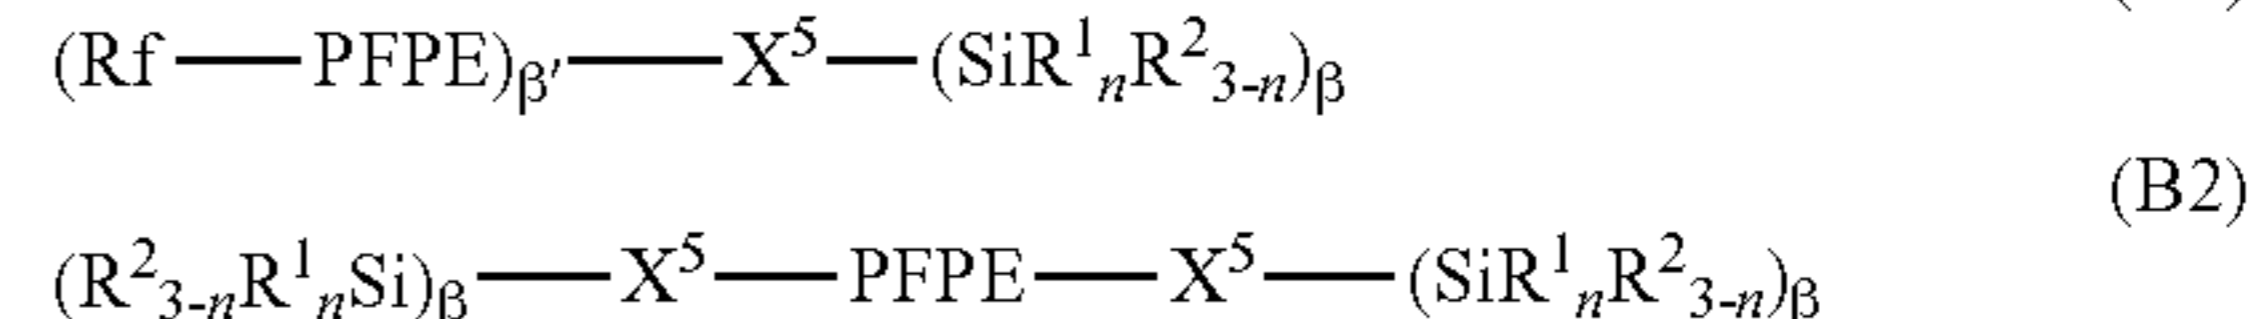 (Rf—PFPE)β'—X⁵—(SiR¹ₙR²₃₋ₙ)β
(B2)
(R²₃₋ₙR¹ₙSi)β—X⁵—PFPE—X⁵—(SiR¹ₙR²₃₋ₙ)β